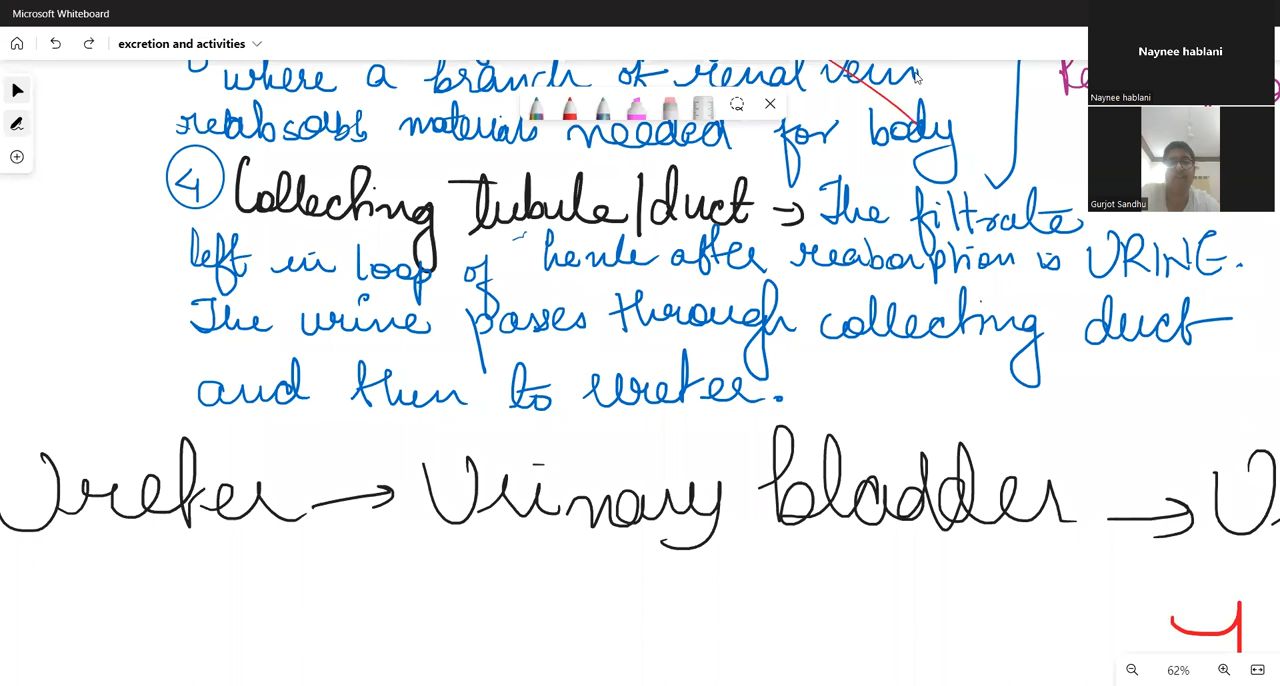 Microsoft Whiteboard
excretion and activities
Naynee hablani
Naynee hablani
Gurjot Sandhu
where a branch of renal vein
reabsorbs materials needed for body
④ Collecting Tubule/duct → The filtrate
left in loop of henle after reaborption is URINE.
The urine passes through collecting duct
and then to Ureter.
Ureter → Urinary bladder →
62%